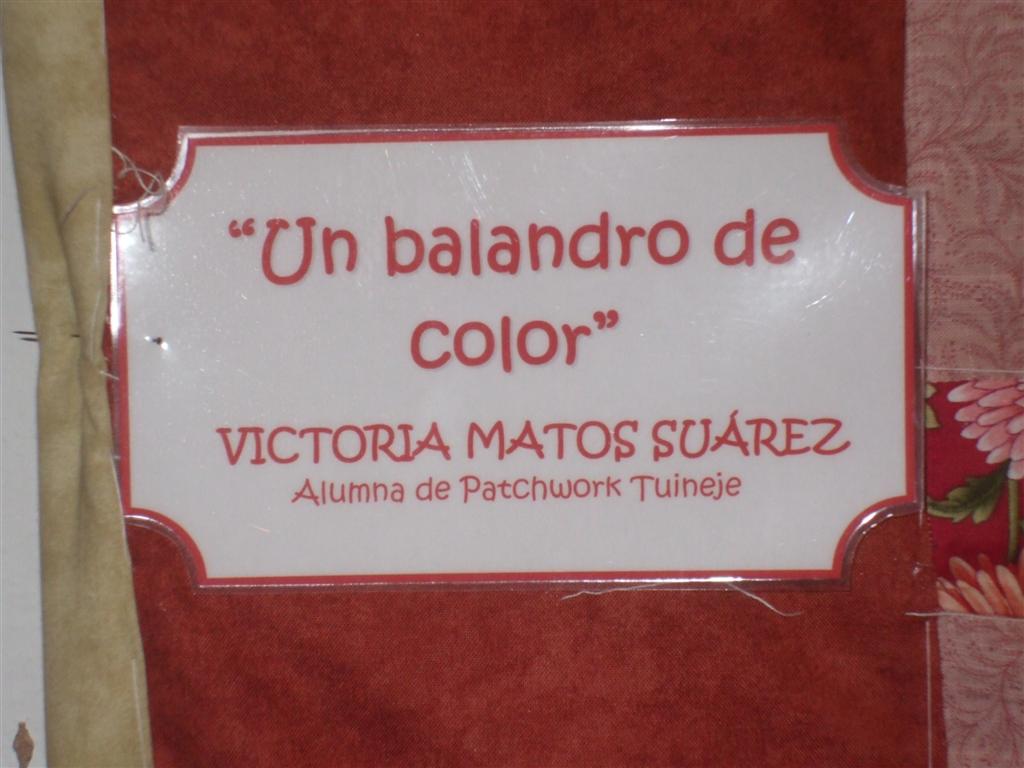 “Un balandro de
color”
VICTORIA MATOS SUÁREZ
Alumna de Patchwork Tuineje